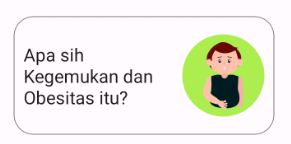 Apa sih
Kegemukan dan
Obesitas itu?